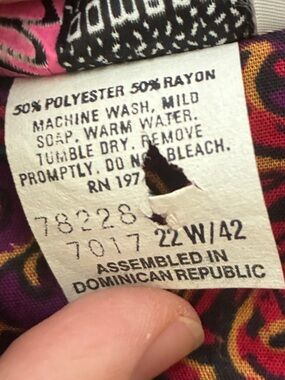 50% POLYESTER 50% RAYON
MACHINE WASH, MILD
SOAP, WARM WATER.
TUMBLE DRY. REMOVE
PROMPTLY. DO BLEACH.
RN 197
78228
7017 22W/42
ASSEMBLED IN
DOMINICAN REPUBLIC